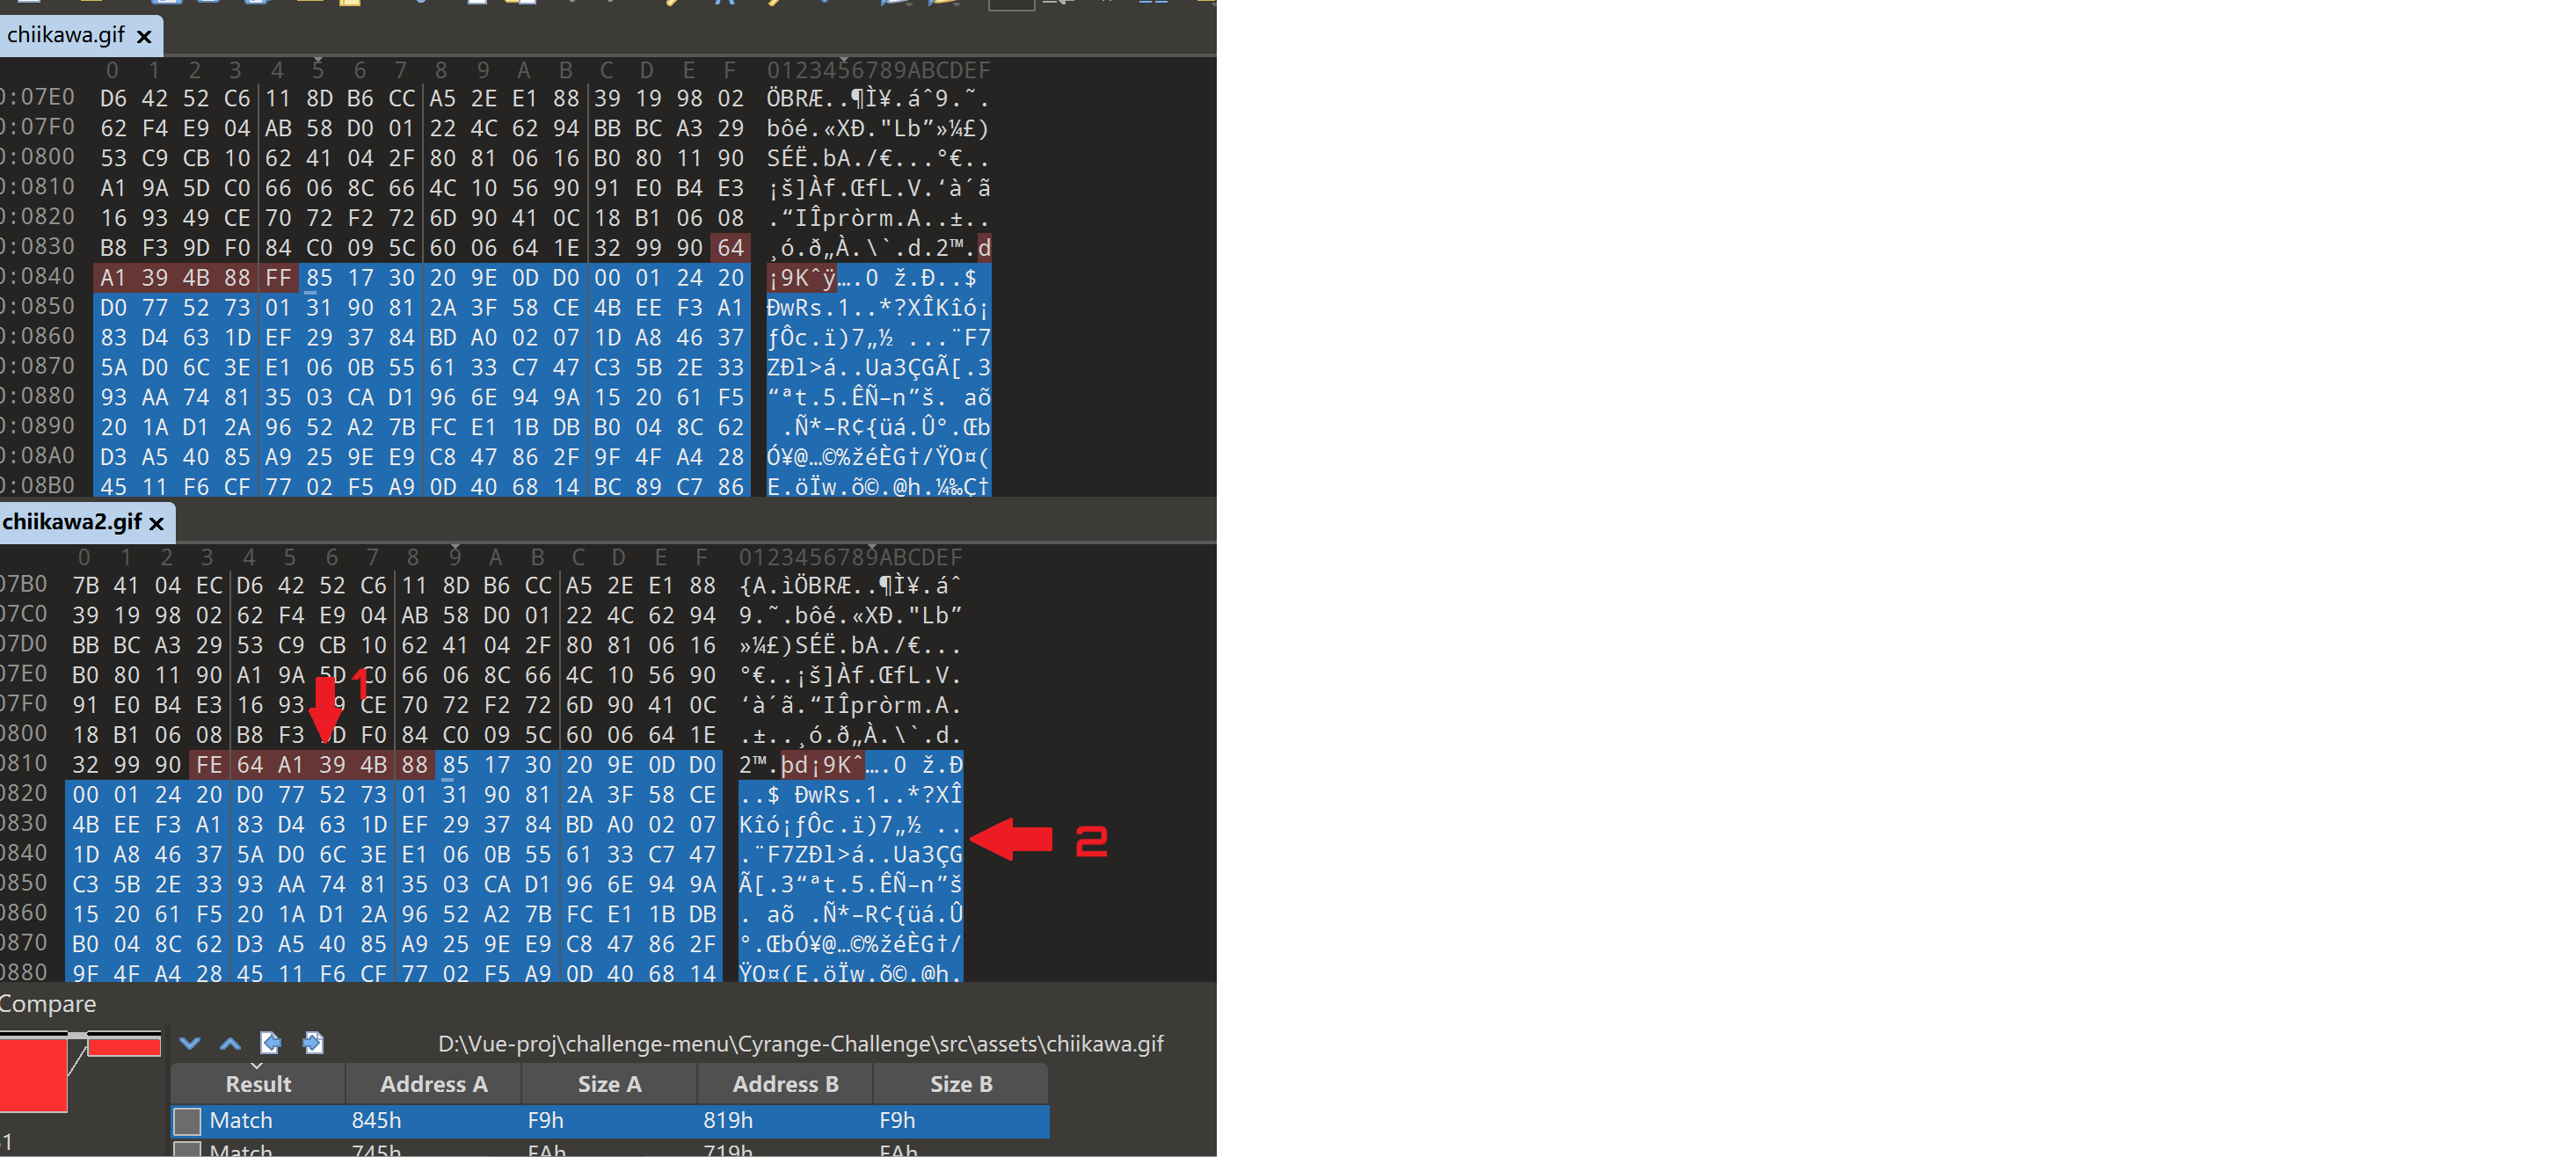 chiikawa.gif x
0 1 2 3 4 5 6 7 8 9 A B C D E F 0123456789ABCDEF
0:07E0 D6 42 52 C6 11 8D B6 CC A5 2E E1 88 39 19 98 02 ÖBRÆ..¶Ì¥.áˆ9.˜.
0:07F0 62 F4 E9 04 AB 58 D0 01 22 4C 62 94 BB BC A3 29 bôé.«XÐ."Lb”»¼£)
0:0800 53 C9 CB 10 62 41 04 2F 80 81 06 16 B0 80 11 90 SÉË.bA./€...°€..
0:0810 A1 9A 5D C0 66 06 8C 66 4C 10 56 90 91 E0 B4 E3 ¡š]Àf.ŒfL.V.‘à´ã
0:0820 16 93 49 CE 70 72 F2 72 6D 90 41 0C 18 B1 06 08 .“IÎpròrm.A..±..
0:0830 B8 F3 9D F0 84 C0 09 5C 60 06 64 1E 32 99 90 64 ¸ó.ð„À.\`.d.2™.d
0:0840 A1 39 4B 88 FF 85 17 30 20 9E 0D D0 00 01 24 20 ¡9Kˆÿ….0 ž.Ð..$
0:0850 D0 77 52 73 01 31 90 81 2A 3F 58 CE 4B EE F3 A1 ÐwRs.1..*?XÎKîó¡
0:0860 83 D4 63 1D EF 29 37 84 BD A0 02 07 1D A8 46 37 ƒÔc.ï)7„½ ...¨F7
0:0870 5A D0 6C 3E E1 06 0B 55 61 33 C7 47 C3 5B 2E 33 ZÐl>á..Ua3ÇGÃ[.3
0:0880 93 AA 74 81 35 03 CA D1 96 6E 94 9A 15 20 61 F5 “ªt.5.ÊÑ–n”š. aõ
0:0890 20 1A D1 2A 96 52 A2 7B FC E1 1B DB B0 04 8C 62 .Ñ*–R¢{üá.Û°.Œb
0:08A0 D3 A5 40 85 A9 25 9E E9 C8 47 86 2F 9F 4F A4 28 Ó¥@…©%žéÈG†/ŸO¤(
0:08B0 45 11 F6 CF 77 02 F5 A9 0D 40 68 14 BC 89 C7 86 E.öÏw.õ©.@h.¼‰Ç†
chiikawa2.gif x
0 1 2 3 4 5 6 7 8 9 A B C D E F 0123456789ABCDEF
07B0 7B 41 04 EC D6 42 52 C6 11 8D B6 CC A5 2E E1 88 {A.ìÖBRÆ..¶Ì¥.áˆ
07C0 39 19 98 02 62 F4 E9 04 AB 58 D0 01 22 4C 62 94 9.˜.bôé.«XÐ."Lb”
07D0 BB BC A3 29 53 C9 CB 10 62 41 04 2F 80 81 06 16 »¼£)SÉË.bA./€...
07E0 B0 80 11 90 A1 9A 5D C0 66 06 8C 66 4C 10 56 90 °€..¡š]Àf.ŒfL.V.
1
07F0 91 E0 B4 E3 16 93 CE 70 72 F2 72 6D 90 41 0C ‘à´ã.“IÎpròrm.A.
0800 18 B1 06 08 B8 F3 9D F0 84 C0 09 5C 60 06 64 1E .±..¸ó.ð„À.\`.d.
0810 32 99 90 FE 64 A1 39 4B 88 85 17 30 20 9E 0D D0 2™.þd¡9Kˆ….0 ž.Ð
0820 00 01 24 20 D0 77 52 73 01 31 90 81 2A 3F 58 CE ..$ ÐwRs.1..*?XÎ
0830 4B EE F3 A1 83 D4 63 1D EF 29 37 84 BD A0 02 07 Kîó¡ƒÔc.ï)7„½ ..
2
0840 1D A8 46 37 5A D0 6C 3E E1 06 0B 55 61 33 C7 47 .¨F7ZÐl>á..Ua3ÇG
0850 C3 5B 2E 33 93 AA 74 81 35 03 CA D1 96 6E 94 9A Ã[.3“ªt.5.ÊÑ–n”š
0860 15 20 61 F5 20 1A D1 2A 96 52 A2 7B FC E1 1B DB . aõ .Ñ*–R¢{üá.Û
0870 B0 04 8C 62 D3 A5 40 85 A9 25 9E E9 C8 47 86 2F °.ŒbÓ¥@…©%žéÈG†/
0880 9F 4F A4 28 45 11 F6 CF 77 02 F5 A9 0D 40 68 14 ŸO¤(E.öÏw.õ©.@h.
Compare
D:\Vue-proj\challenge-menu\Cyrange-Challenge\src\assets\chiikawa.gif
Result Address A Size A Address B Size B
Match 845h F9h 819h F9h
Match 745h FAh 719h FAh